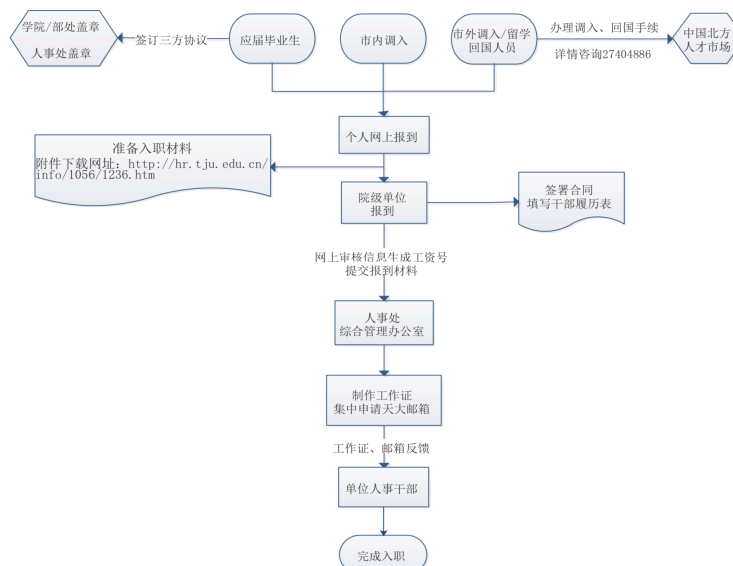 学院/部处盖章
人事处盖章
签订三方协议
应届毕业生
市内调入
市外调入/留学
回国人员
办理调入、回国手续
详情咨询27404886
中国北方
人才市场
个人网上报到
准备入职材料
附件下载网址：http://hr.tju.edu.cn/
info/1056/1236.htm
院级单位
报到
签署合同
填写干部履历表
网上审核信息生成工资号
提交报到材料
人事处
综合管理办公室
制作工作证
集中申请天大邮箱
工作证、邮箱反馈
单位人事干部
完成入职